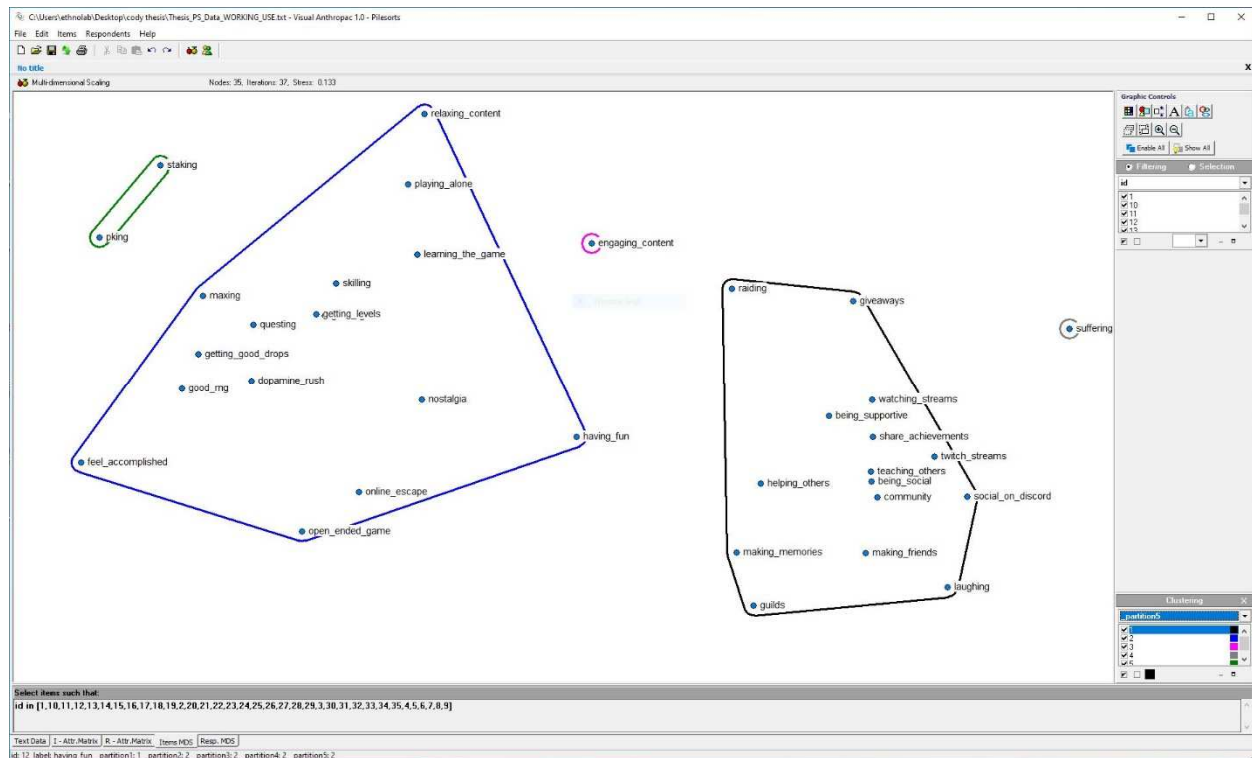 C:\Users\ethnolab\Desktop\cody thesis\Thesis_PS_Data_WORKING_USE.txt - Visual Anthropac 1.0 - Pilesorts
File Edit Items Respondents Help
No title
X
Multi-dimensional Scaling Nodes: 35, Iterations: 37, Stress: 0.133
Graphic Controls
A
Enable All Show All
Filtering Selection
id
1
10
11
12
13
relaxing_content
staking
playing_alone
pking
engaging_content
learning_the_game
skilling
raiding
maxing
giveaways
getting_levels
questing
suffering
getting_good_drops
dopamine_rush
good_rng
nostalgia
watching_streams
being_supportive
having_fun
share_achievements
twitch_streams
feel_accomplished
teaching_others
being_social
helping_others
online_escape
community
social_on_discord
open_ended_game
making_memories
making_friends
laughing
guilds
Clustering X
_partition5
1
2
3
4
5
Select items such that:
id in [1,10,11,12,13,14,15,16,17,18,19,2,20,21,22,23,24,25,26,27,28,29,3,30,31,32,33,34,35,4,5,6,7,8,9]
Text Data I - Attr.Matrix R - Attr.Matrix Items MDS Resp. MDS
id: 12 label: having_fun partition1: 1 partition2: 2 partition3: 2 partition4: 2 partition5: 2